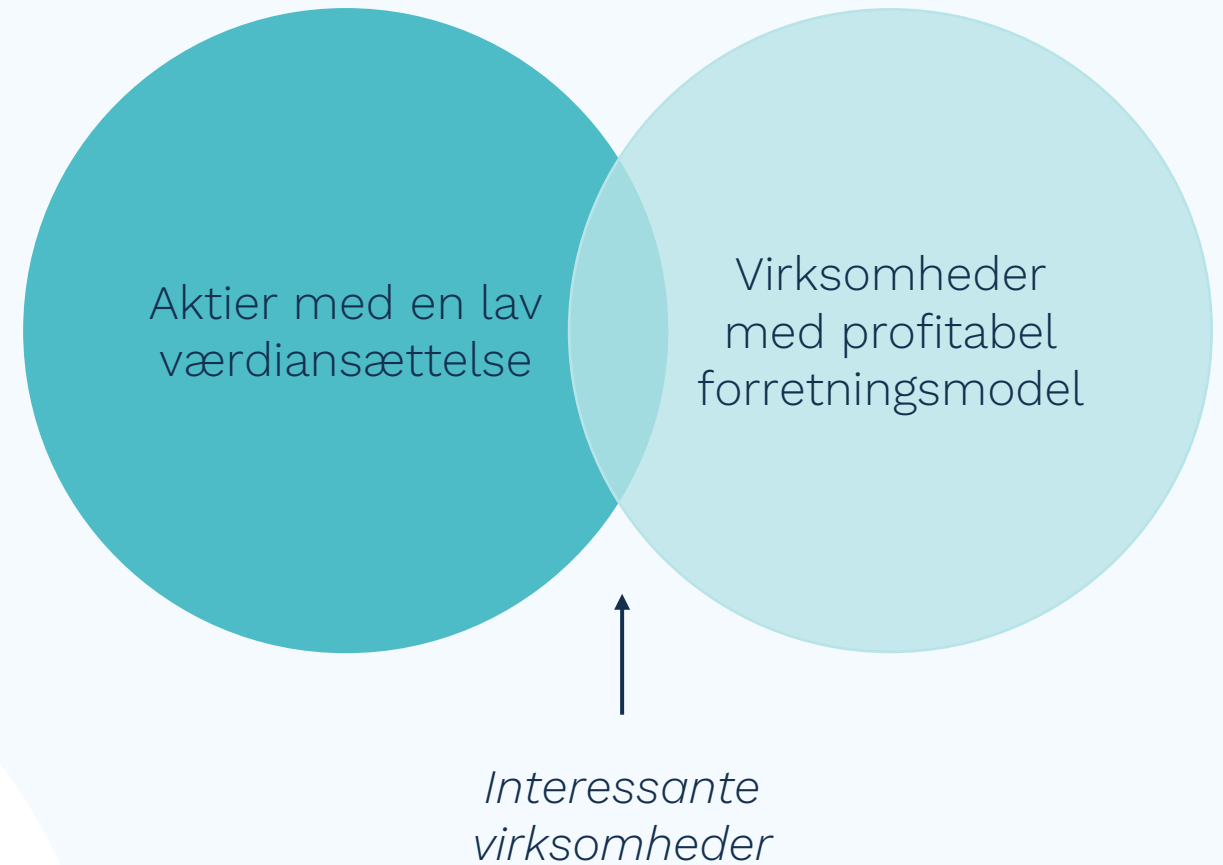 Aktier med en lav
værdiansættelse
Virksomheder
med profitabel
forretningsmodel
Interessante
virksomheder